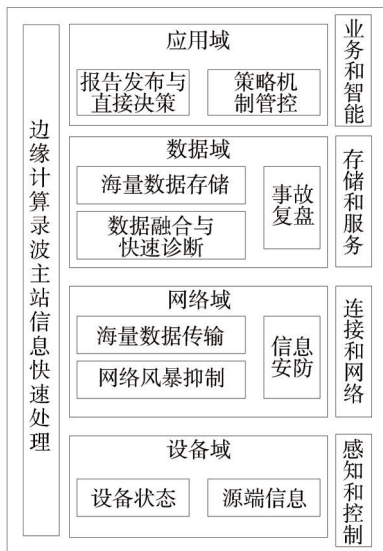 边缘计算录波主站信息快速处理
应用域
报告发布与
直接决策
策略机
制管控
业务和智能
数据域
海量数据存储
数据融合与
快速诊断
事故
复盘
存储和服务
网络域
海量数据传输
网络风暴抑制
信息
安防
连接和网络
设备域
设备状态
源端信息
感知和控制